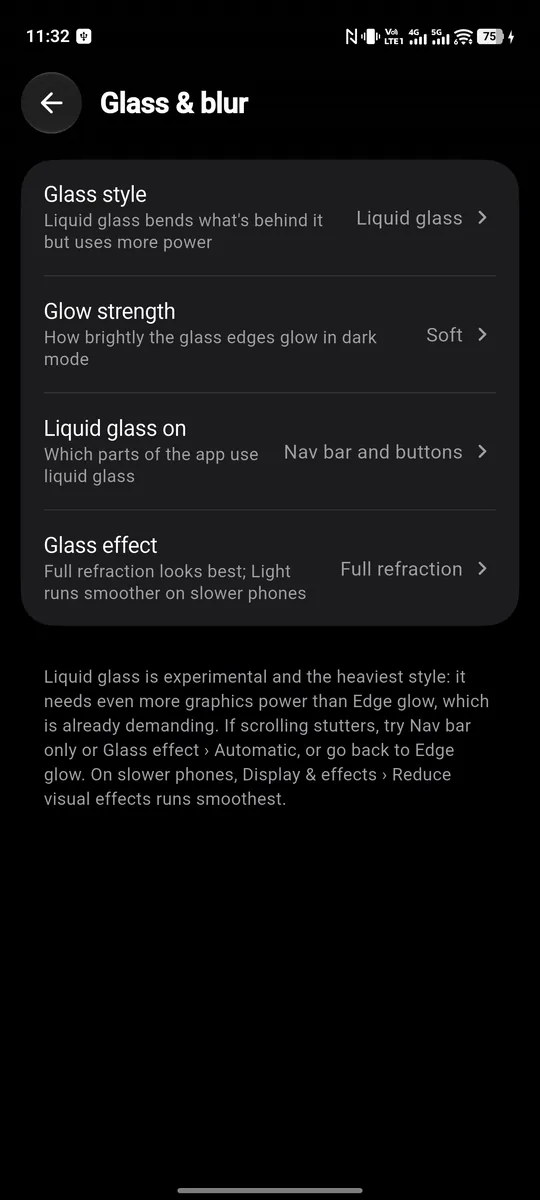 11:32
Vo LTE1 4G 5G 75
Glass & blur
Glass style
Liquid glass bends what's behind it
but uses more power
Liquid glass
Glow strength
How brightly the glass edges glow in dark
mode
Soft
Liquid glass on
Which parts of the app use
liquid glass
Nav bar and buttons
Glass effect
Full refraction looks best; Light
runs smoother on slower phones
Full refraction
Liquid glass is experimental and the heaviest style: it
needs even more graphics power than Edge glow, which
is already demanding. If scrolling stutters, try Nav bar
only or Glass effect › Automatic, or go back to Edge
glow. On slower phones, Display & effects › Reduce
visual effects runs smoothest.